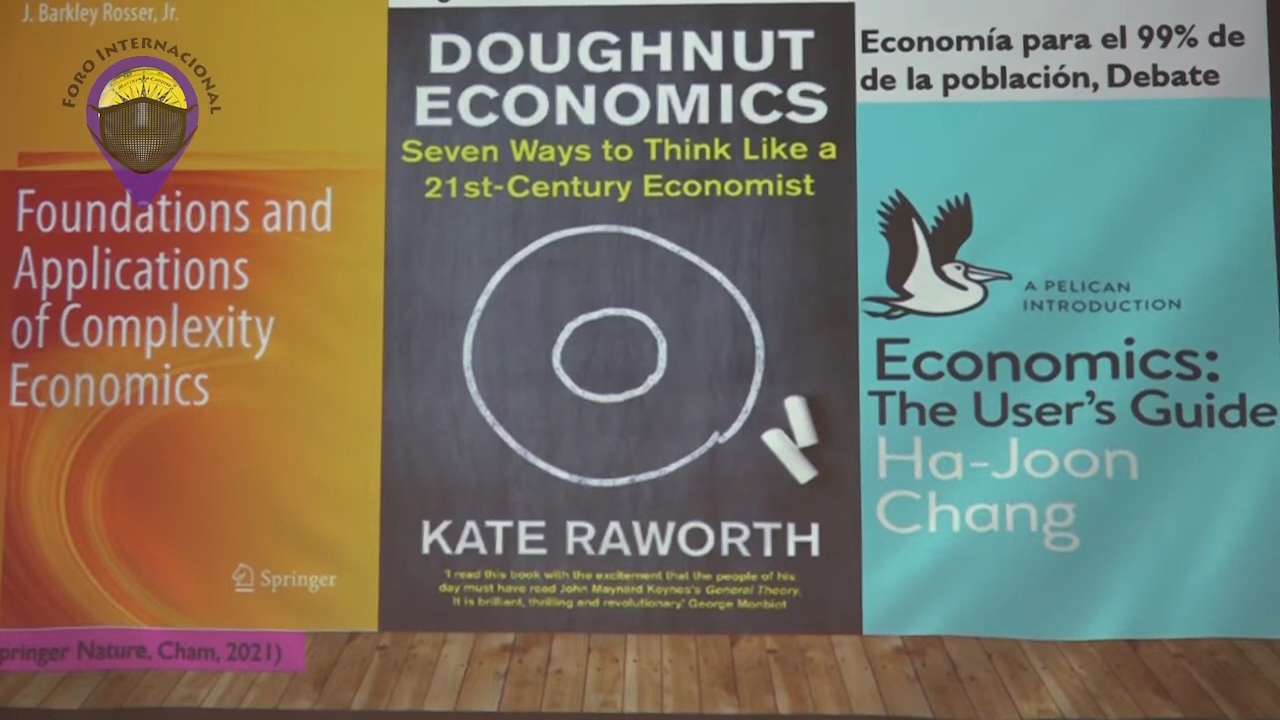 J. Barkley Rosser, Jr.
FORO INTERNACIONAL
Foundations and
Applications
of Complexity
Economics
Springer
pringer Nature, Cham, 2021)
DOUGHNUT
ECONOMICS
Seven Ways to Think Like a
21st-Century Economist
KATE RAWORTH
'I read this book with the excitement that the people of his
day must have read John Maynard Keynes's General Theory.
It is brilliant, thrilling and revolutionary' George Monbiot
Economía para el 99% de
de la población, Debate
A PELICAN
INTRODUCTION
Economics:
The User's Guide
Ha-Joon
Chang